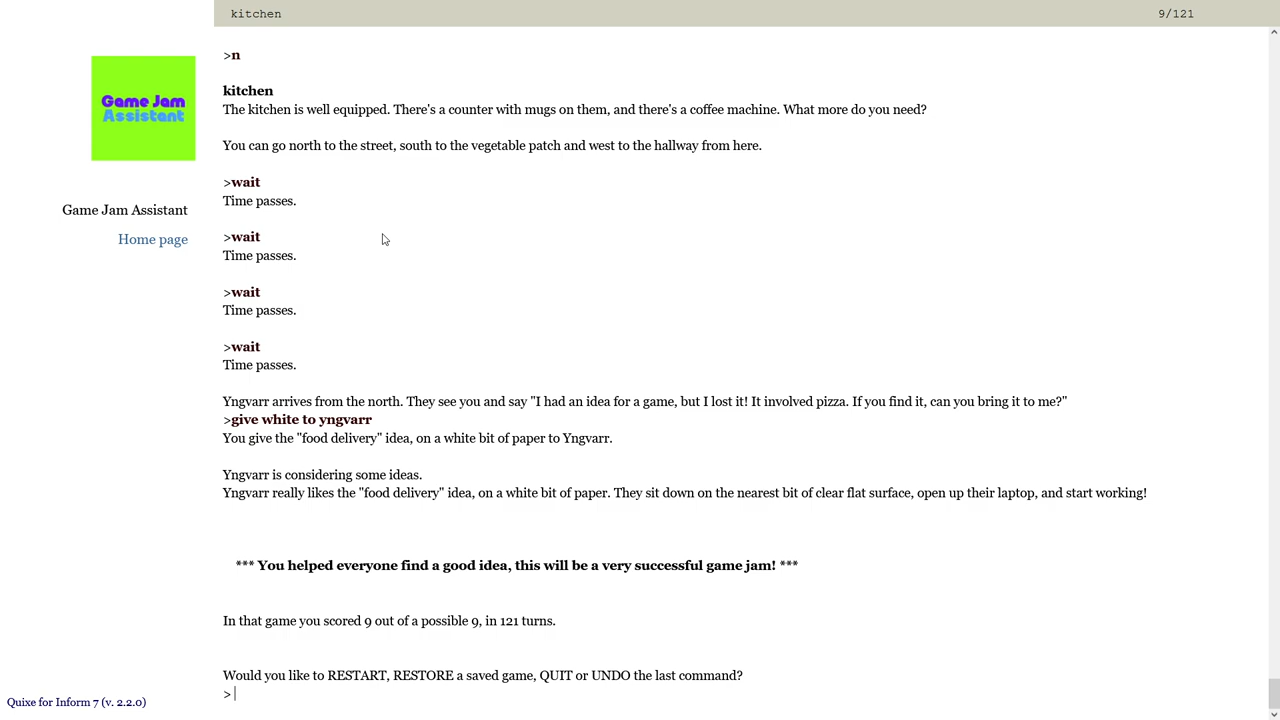 kitchen 9/121
>n
kitchen
The kitchen is well equipped. There's a counter with mugs on them, and there's a coffee machine. What more do you need?
You can go north to the street, south to the vegetable patch and west to the hallway from here.
>wait
Time passes.
>wait
Time passes.
>wait
Time passes.
>wait
Time passes.
Yngvarr arrives from the north. They see you and say "I had an idea for a game, but I lost it! It involved pizza. If you find it, can you bring it to me?"
>give white to yngvarr
You give the "food delivery" idea, on a white bit of paper to Yngvarr.
Yngvarr is considering some ideas.
Yngvarr really likes the "food delivery" idea, on a white bit of paper. They sit down on the nearest bit of clear flat surface, open up their laptop, and start working!
*** You helped everyone find a good idea, this will be a very successful game jam! ***
In that game you scored 9 out of a possible 9, in 121 turns.
Would you like to RESTART, RESTORE a saved game, QUIT or UNDO the last command?
>
Game Jam
Assistant
Game Jam Assistant
Home page
Quixe for Inform 7 (v. 2.2.0)